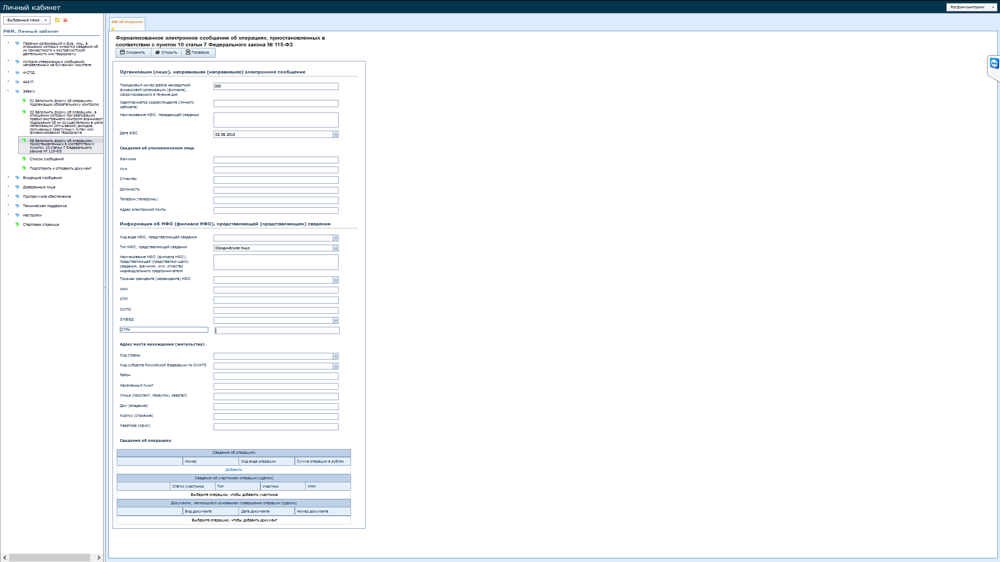 Личный кабинет
Росфинмониторинг
Выбранные меню
РФМ. Личный кабинет
Перечни организаций и физ. лиц, в
отношении которых имеются сведения об
их причастности к экстремистской
деятельности или терроризму
История отверженных сообщений,
направленных на бумажном носителе
4-СПД
443-П
3484-У
01 Заполнить форму об операциях,
подлежащих обязательному контролю
02 Заполнить форму об операциях, в
отношении которых при реализации
правил внутреннего контроля возникают
подозрения об их осуществлении в целях
легализации (отмывания) доходов,
полученных преступным путем или
финансирования терроризма
06 Заполнить форму об операциях,
приостановленных в соответствии с
пунктом 10 статьи 7 Федерального
закона № 115-ФЗ
Список сообщений
Подготовить и отправить документ
Входящие сообщения
Доверенные лица
Программное обеспечение
Техническая поддержка
Настройки
Стартовая страница
ФЭС об операциях
Формализованное электронное сообщение об операциях, приостановленных в
соответствии с пунктом 10 статьи 7 Федерального закона № 115-ФЗ
Сохранить Открыть Проверка
Организация (лицо), направившая (направившее) электронное сообщение
Порядковый номер файла некредитной
финансовой организации (филиала),
сформированного в течение дня
000
Идентификатор корреспондента (личного
кабинета)
Наименование НФО, передающей сведенья
Дата ФЭС 03.06.2015
Сведения об уполномоченом лице
Фамилия
Имя
Отчество
Должность
Телефон (телефоны)
Адрес электронной почты
Информация об НФО (филиале НФО), представляющей (представляющем) сведения
Код вида НФО, представляющей сведения
Тип НФО, представляющей сведения Юридическое лицо
Наименование НФО (филиала НФО),
представляющей (представляю-щего)
сведения, фамилия, имя, отчество
индивидуального предпринимателя
Признак резидента (нерезидента) НФО
ИНН
КПП
ОКПО
ОКВЭД
ОГРН
Адрес места нахождения (жительства)
Код страны
Код субъекта Российской Федерации по ОКАТО
Район
Населенный пункт
Улица (проспект, переулок, квартал)
Дом (владение)
Корпус (строение)
Квартира (офис)
Сведения об операциях
Сведения об операциях
Номер Код вида операции Сумма операции в рублях
Добавить
Сведения об участниках операции (сделки)
Статус участника Тип Участник ИНН
Выберите операцию, чтобы добавить участника
Документы, являющийся основанием совершения операции (сделки)
Вид документа Дата документа Номер документа
Выберите операцию, чтобы добавить документ